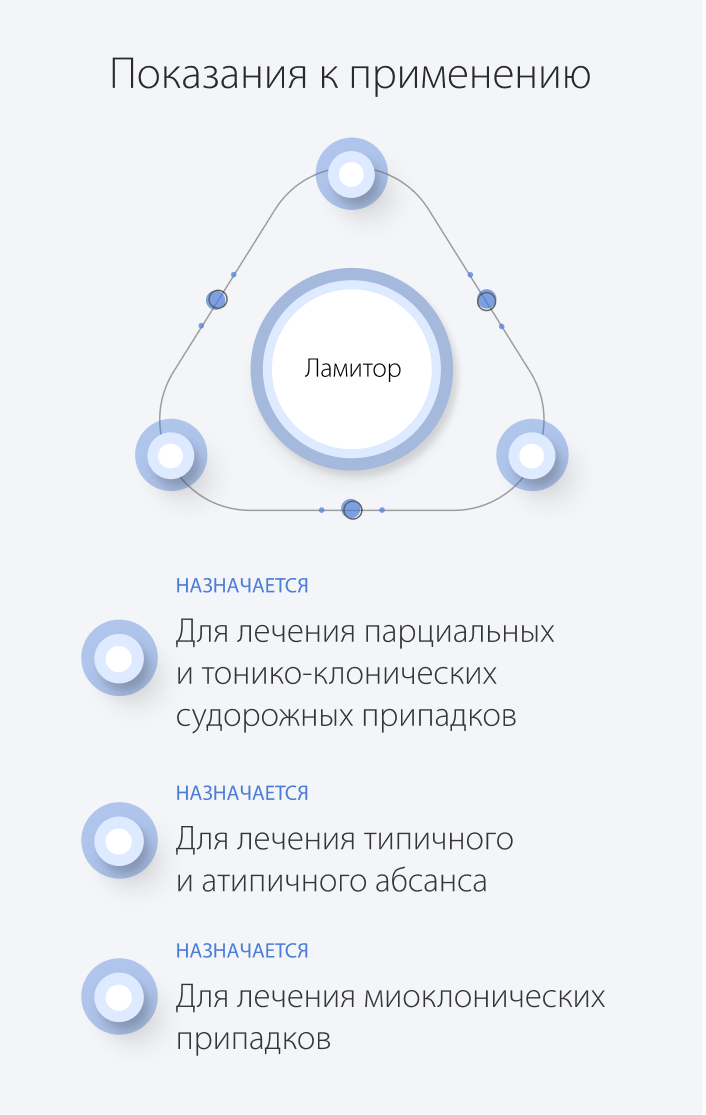 Показания к применению
Ламитор
НАЗНАЧАЕТСЯ
Для лечения парциальных
и тонико-клонических
судорожных припадков
НАЗНАЧАЕТСЯ
Для лечения типичного
и атипичного абсанса
НАЗНАЧАЕТСЯ
Для лечения миоклонических
припадков